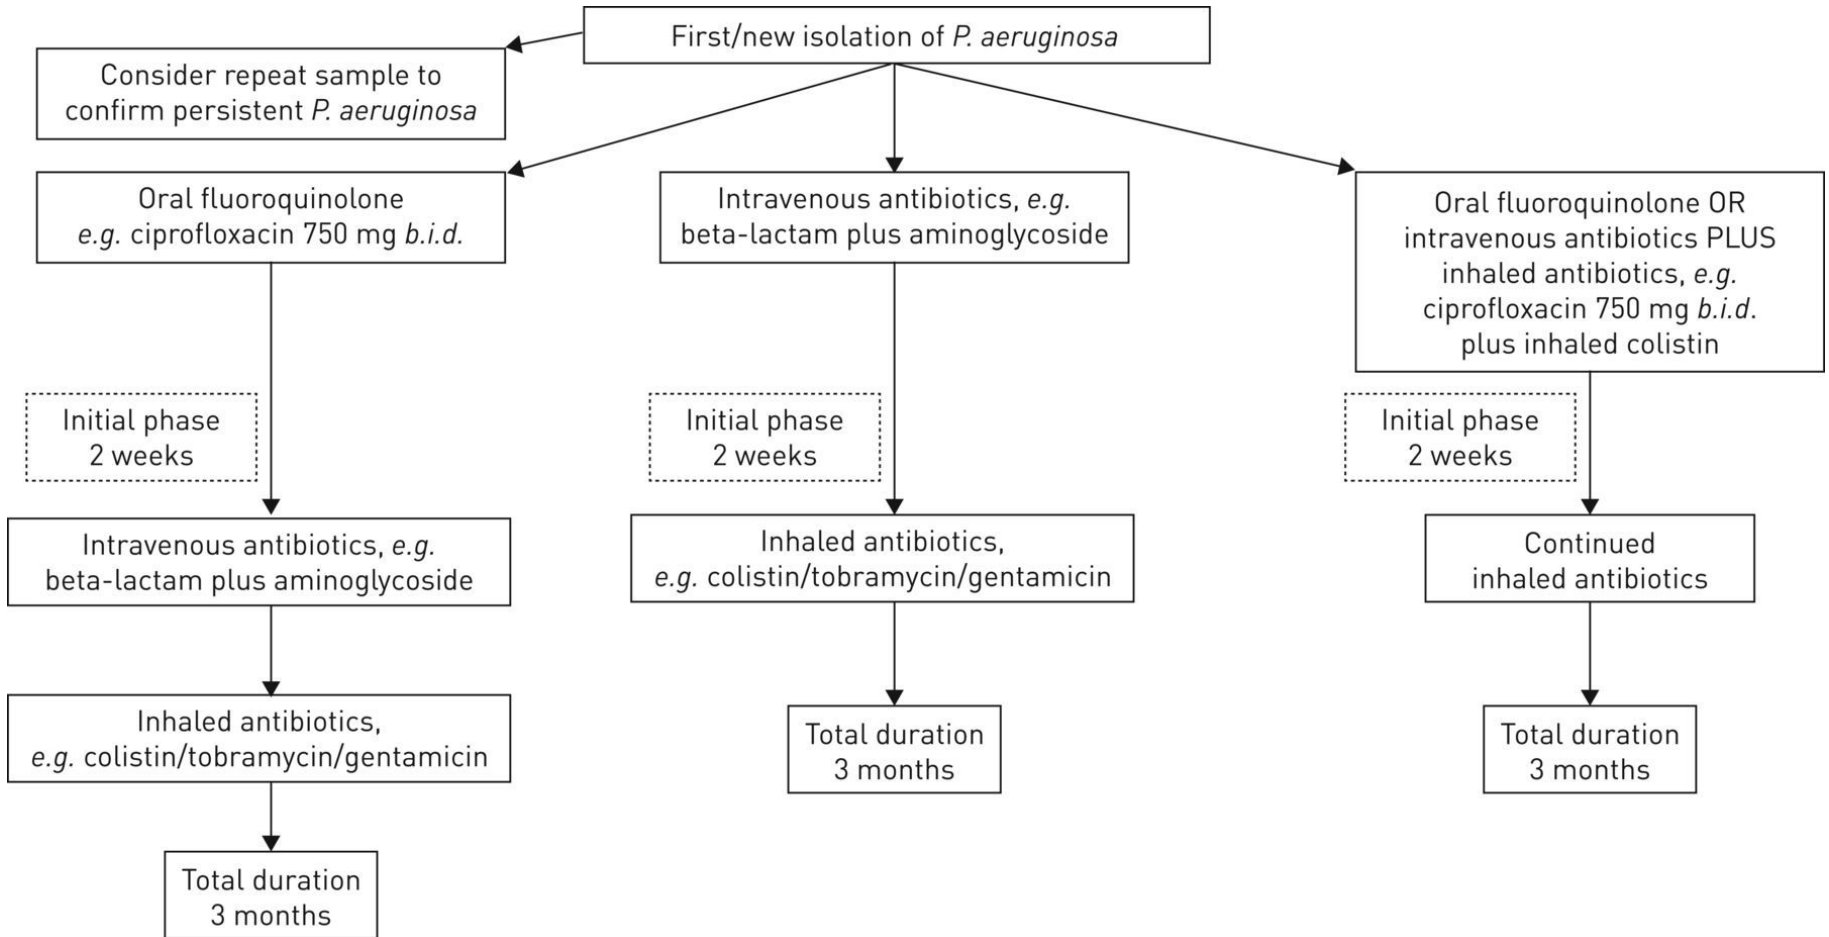 First/new isolation of P. aeruginosa
Consider repeat sample to
confirm persistent P. aeruginosa
Oral fluoroquinolone
e.g. ciprofloxacin 750 mg b.i.d.
Initial phase
2 weeks
Intravenous antibiotics, e.g.
beta-lactam plus aminoglycoside
Inhaled antibiotics,
e.g. colistin/tobramycin/gentamicin
Total duration
3 months
Intravenous antibiotics, e.g.
beta-lactam plus aminoglycoside
Initial phase
2 weeks
Inhaled antibiotics,
e.g. colistin/tobramycin/gentamicin
Total duration
3 months
Oral fluoroquinolone OR
intravenous antibiotics PLUS
inhaled antibiotics, e.g.
ciprofloxacin 750 mg b.i.d.
plus inhaled colistin
Initial phase
2 weeks
Continued
inhaled antibiotics
Total duration
3 months